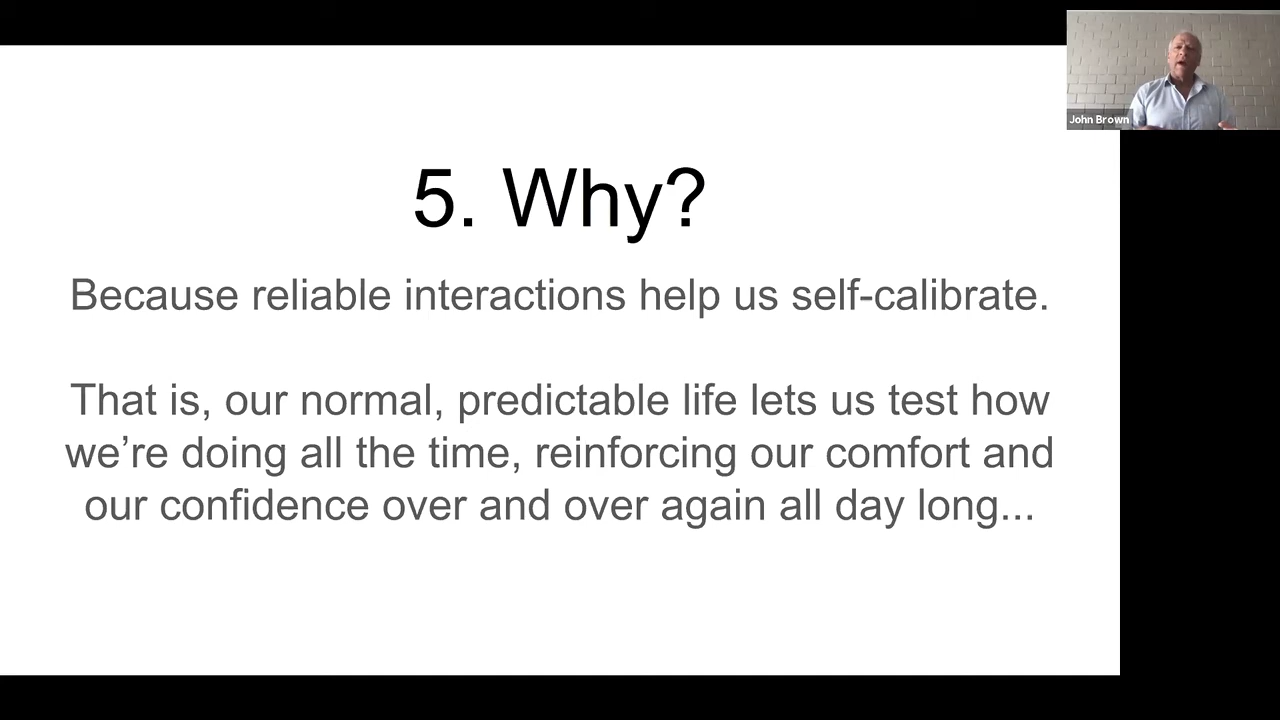 John Brown
5. Why?
Because reliable interactions help us self-calibrate.
That is, our normal, predictable life lets us test how
we’re doing all the time, reinforcing our comfort and
our confidence over and over again all day long...